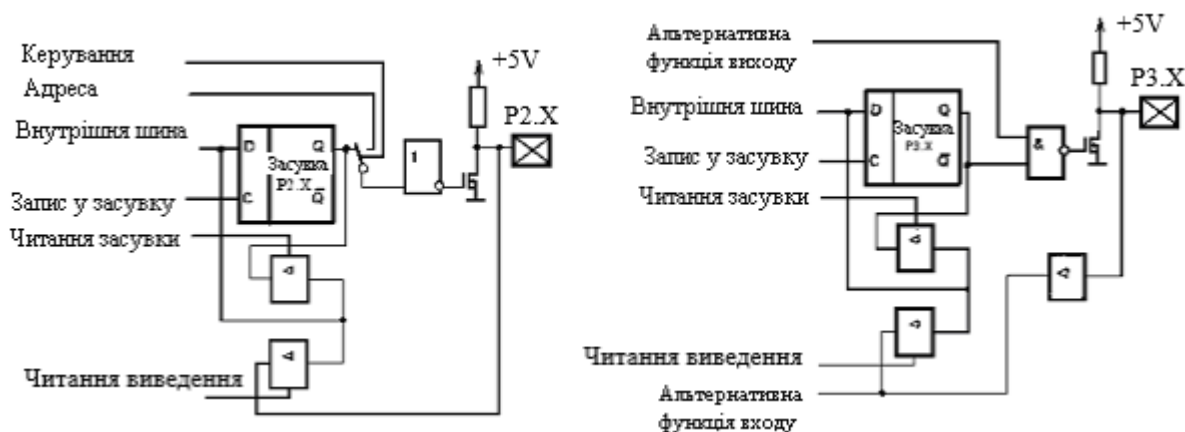 Керування
Адреса
Внутрішня шина
Запис у засувку
Читання засувки
Читання виведення
D
Q
Засувка
P2.X
C
Q
1
+5V
P2.X
◁
◁
Альтернативна
функція виходу
Внутрішня шина
Запис у засувку
Читання засувки
Читання виведення
Альтернативна
функція входу
D
Q
Засувка
P3.X
C
Q
&
+5V
P3.X
◁
◁
◁